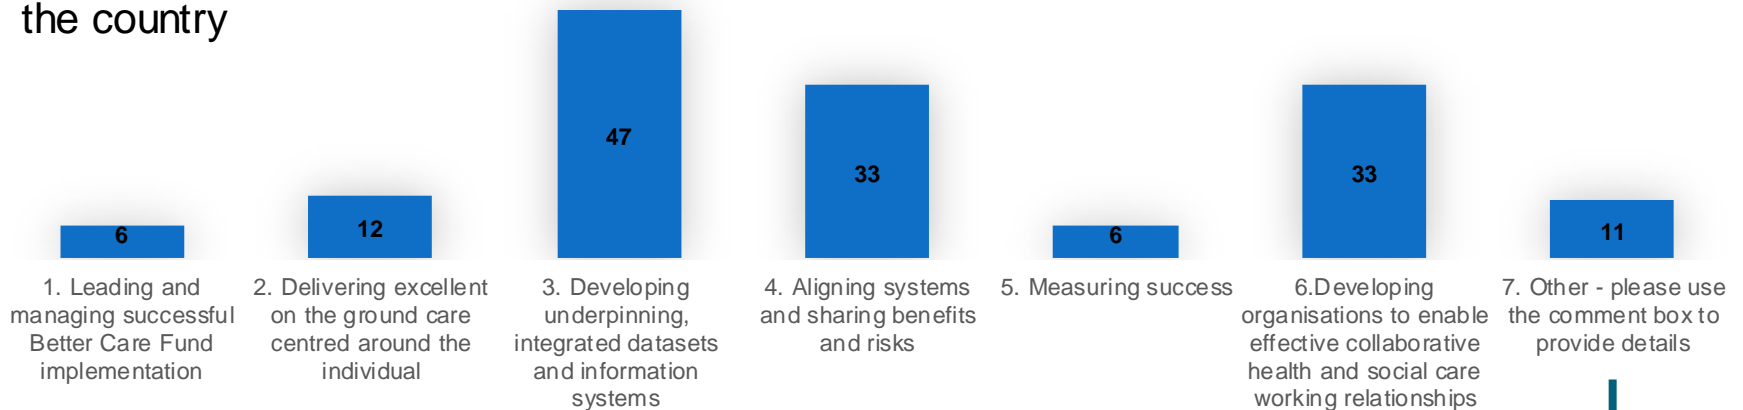 the country
47
33
33
6
12
6
11
1. Leading and
managing successful
Better Care Fund
implementation
2. Delivering excellent
on the ground care
centred around the
individual
3. Developing
underpinning,
integrated datasets
and information
systems
4. Aligning systems
and sharing benefits
and risks
5. Measuring success
6.Developing
organisations to enable
effective collaborative
health and social care
working relationships
7. Other - please use
the comment box to
provide details